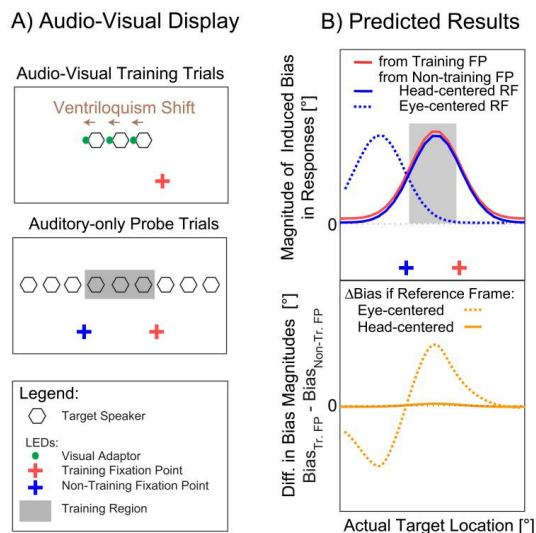 A) Audio-Visual Display
Audio-Visual Training Trials
Ventriloquism Shift
Auditory-only Probe Trials
Legend:
Target Speaker
LEDs:
Visual Adaptor
Training Fixation Point
Non-Training Fixation Point
Training Region
B) Predicted Results
from Training FP
from Non-training FP
Head-centered RF
Eye-centered RF
Magnitude of Induced Bias
in Responses [°]
0
ΔBias if Reference Frame:
Eye-centered
Head-centered
Diff. in Bias Magnitudes [°]
BiasTr. FP - BiasNon-Tr. FP
0
Actual Target Location [°]